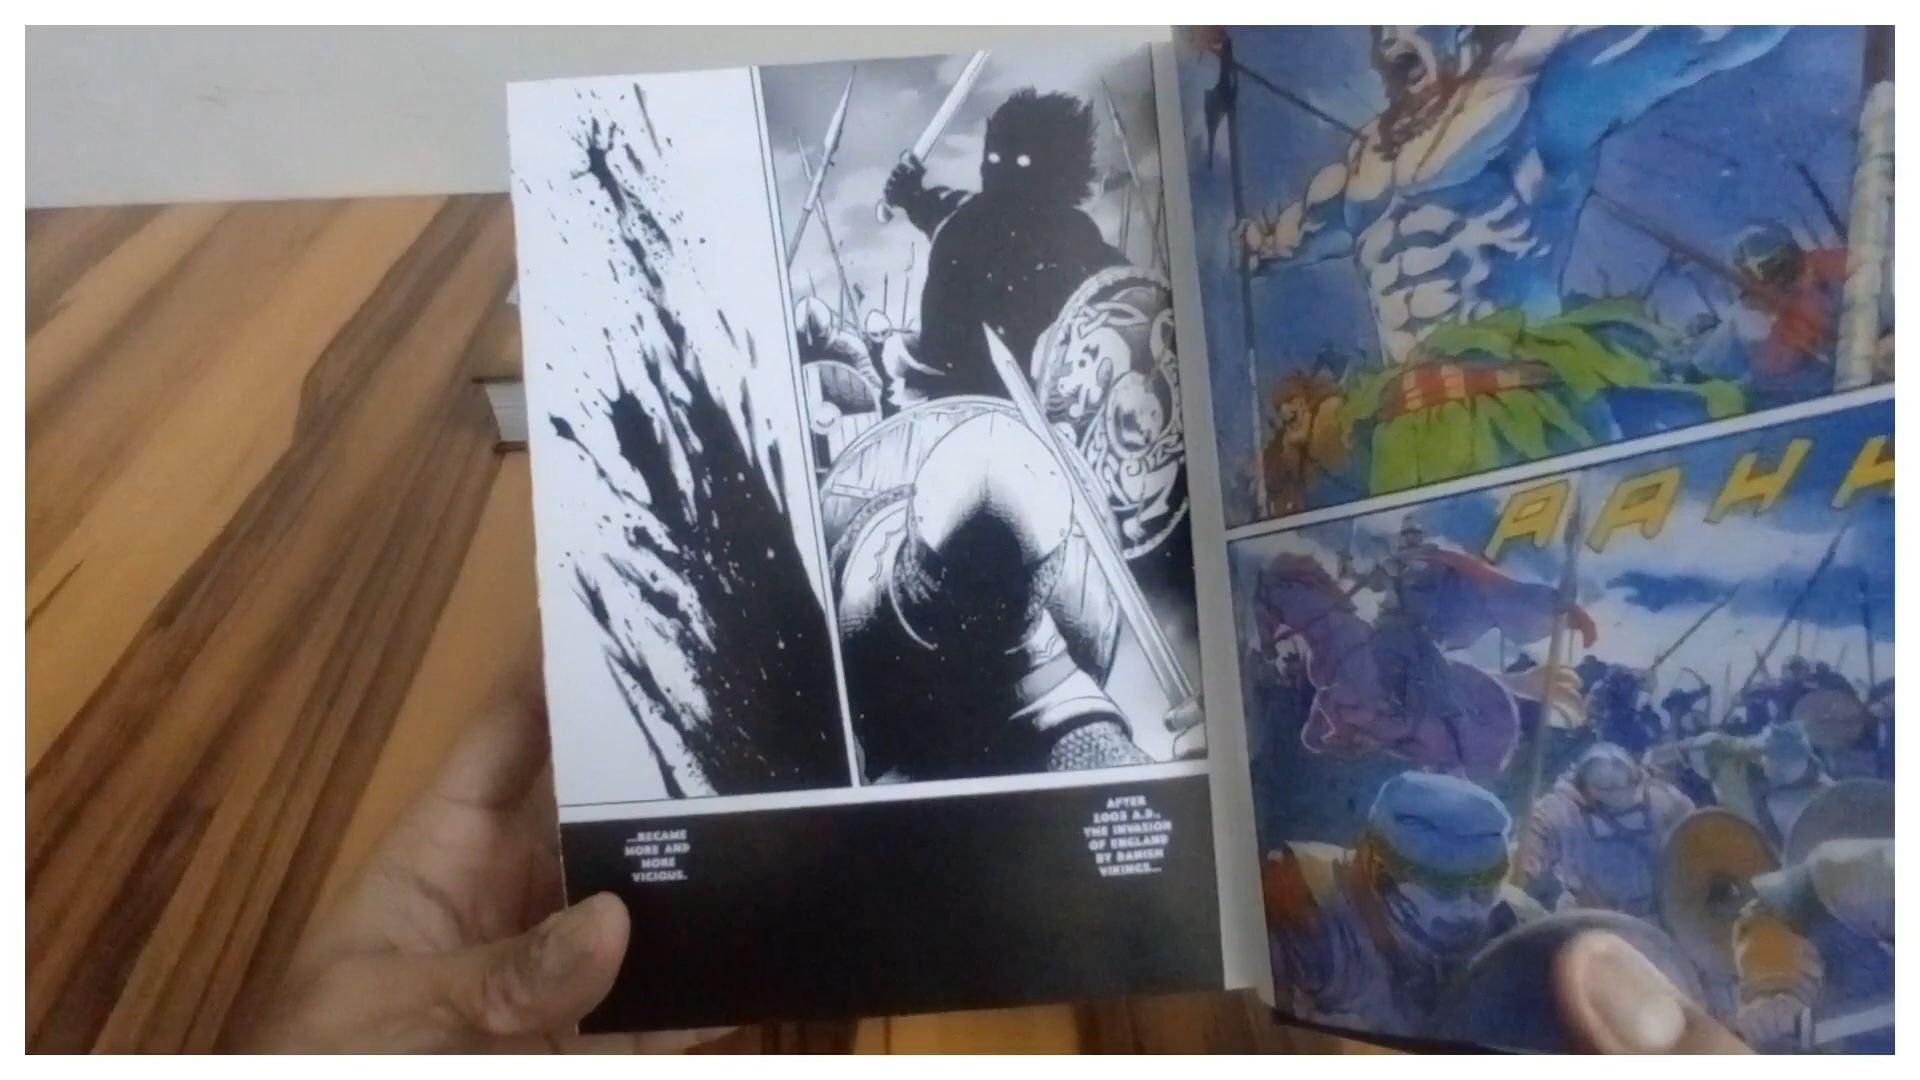 AAHH
AFTER
1003 A.D.,
THE INVASION
OF ENGLAND
BY DANISH
VIKINGS...
...BECAME
MORE AND
MORE
VICIOUS.